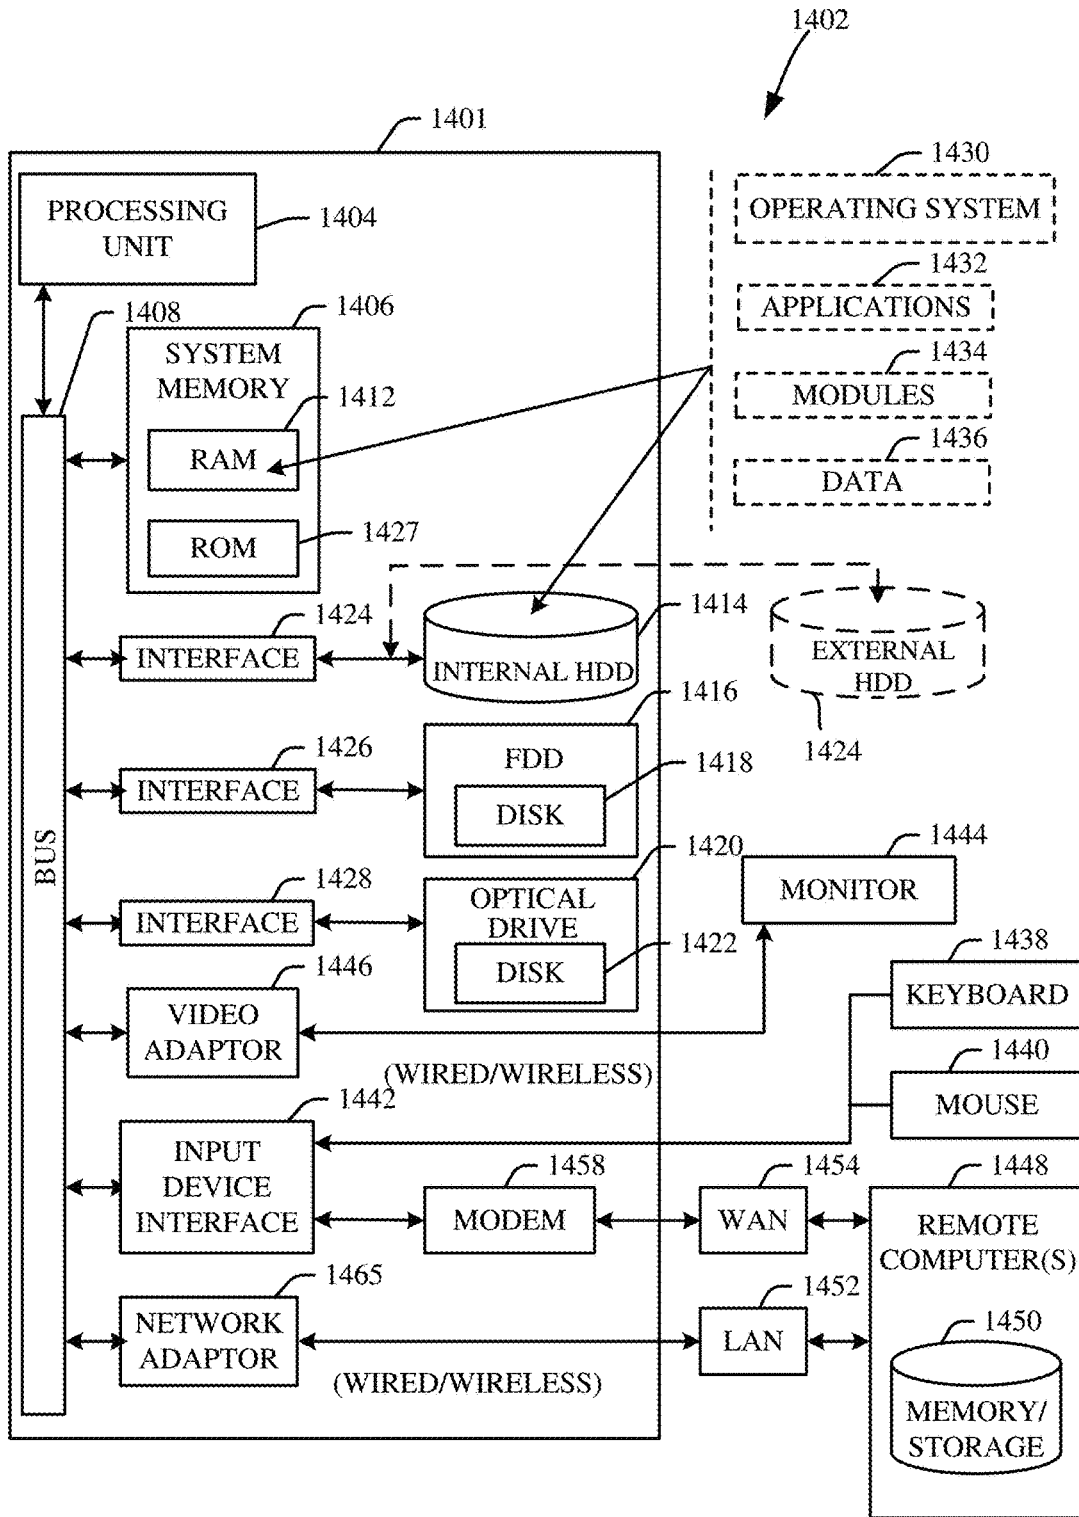 1402
1401
1430
PROCESSING
UNIT
1404
OPERATING SYSTEM
1432
APPLICATIONS
1408
1406
SYSTEM
MEMORY
1434
MODULES
1412
RAM
1436
DATA
ROM
1427
1424
INTERFACE
1414
INTERNAL HDD
EXTERNAL
HDD
1424
1416
1426
INTERFACE
FDD
1418
DISK
BUS
1420
1444
MONITOR
1428
INTERFACE
OPTICAL
DRIVE
1422
DISK
1438
KEYBOARD
1446
VIDEO
ADAPTOR
(WIRED/WIRELESS)
1440
MOUSE
1442
INPUT
DEVICE
INTERFACE
1458
MODEM
1454
WAN
1448
REMOTE
COMPUTER(S)
1465
NETWORK
ADAPTOR
(WIRED/WIRELESS)
1452
LAN
1450
MEMORY/
STORAGE